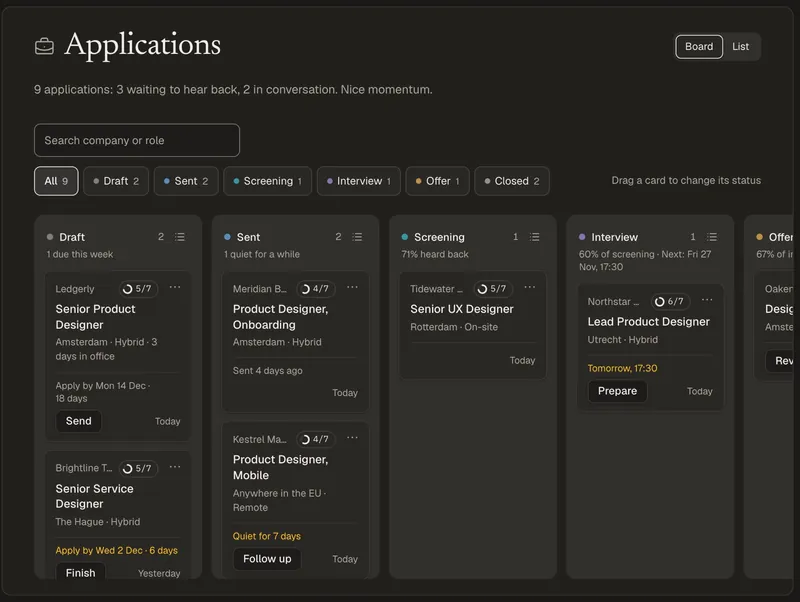 Applications
Board
List
9 applications: 3 waiting to hear back, 2 in conversation. Nice momentum.
Search company or role
All 9
Draft 2
Sent 2
Screening 1
Interview 1
Offer 1
Closed 2
Drag a card to change its status
Draft 2
1 due this week
Ledgerly 5/7 ...
Senior Product
Designer
Amsterdam · Hybrid · 3
days in office
Apply by Mon 14 Dec ·
18 days
Send Today
Brightline T... 5/7 ...
Senior Service
Designer
The Hague · Hybrid
Apply by Wed 2 Dec · 6 days
Finish Yesterday
Sent 2
1 quiet for a while
Meridian B... 4/7 ...
Product Designer,
Onboarding
Amsterdam · Hybrid
Sent 4 days ago
Today
Kestrel Ma... 4/7 ...
Product Designer,
Mobile
Anywhere in the EU ·
Remote
Quiet for 7 days
Follow up Today
Screening 1
71% heard back
Tidewater ... 5/7 ...
Senior UX Designer
Rotterdam · On-site
Today
Interview 1
60% of screening · Next: Fri 27
Nov, 17:30
Northstar ... 6/7 ...
Lead Product Designer
Utrecht · Hybrid
Tomorrow, 17:30
Prepare Today
Offer
67% of in
Oaken
Desig
Amste
Rev